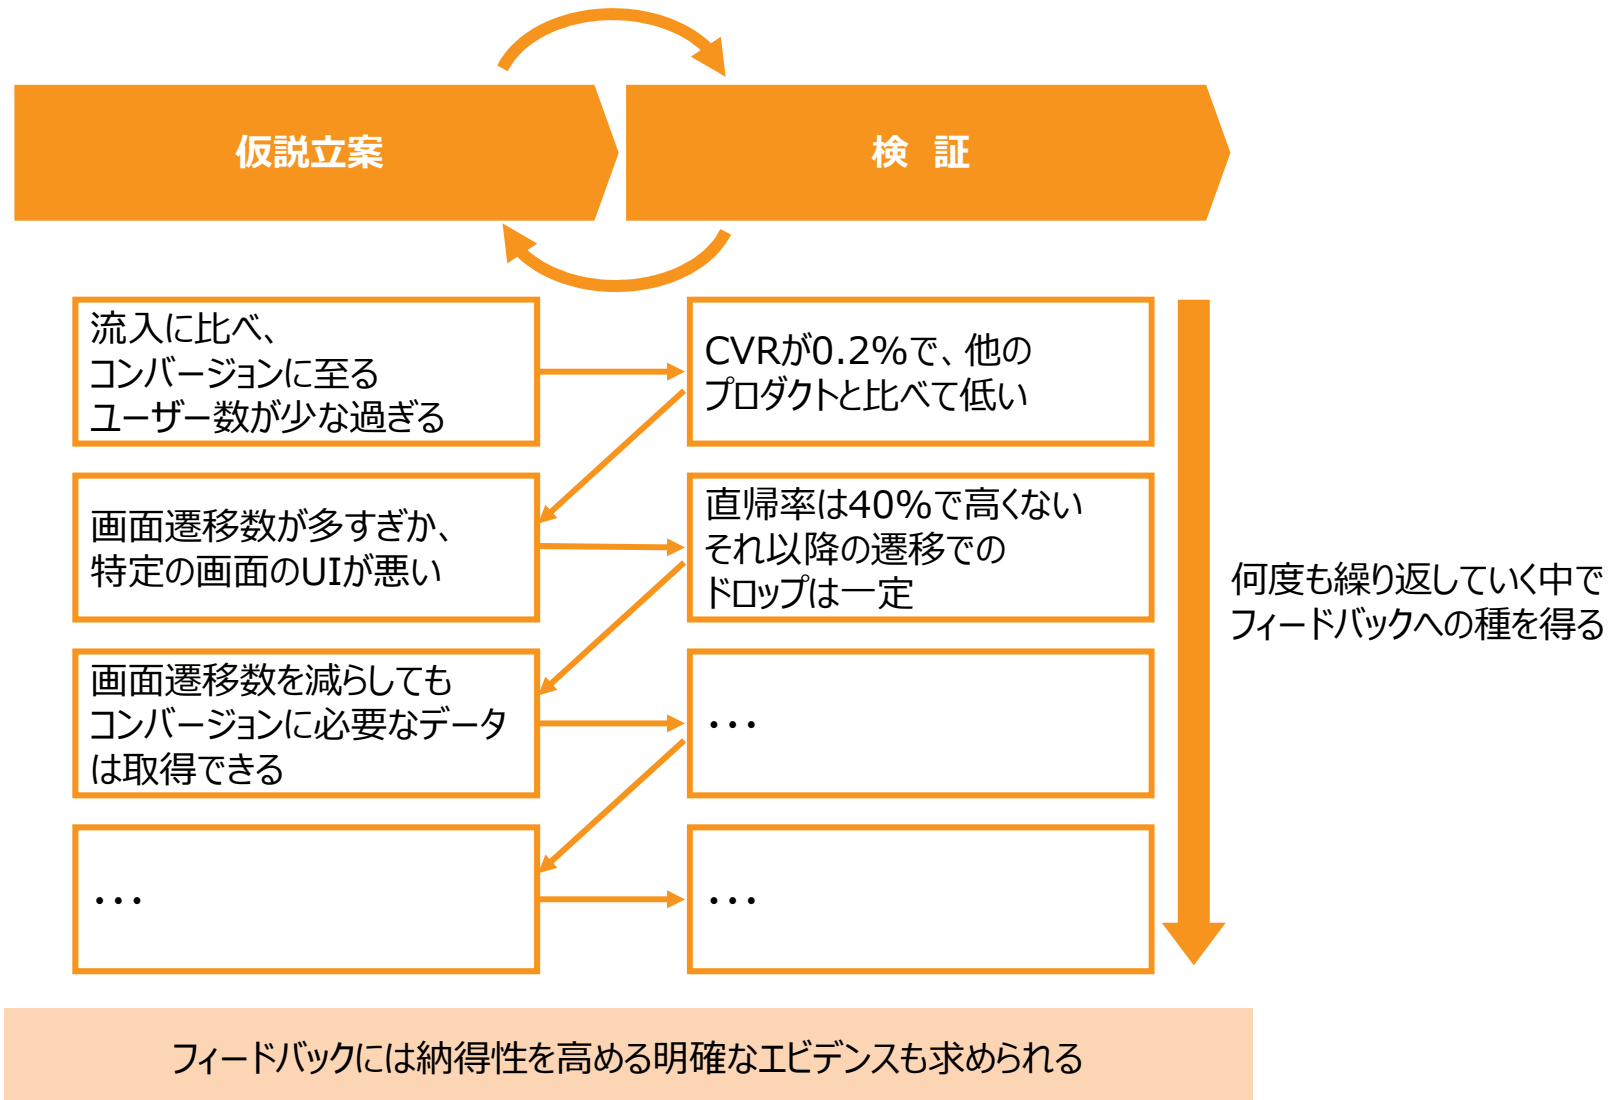 仮説立案
検 証
流入に比べ、
コンバージョンに至る
ユーザー数が少な過ぎる
CVRが0.2%で、他の
プロダクトと比べて低い
画面遷移数が多すぎか、
特定の画面のUIが悪い
直帰率は40%で高くない
それ以降の遷移での
ドロップは一定
画面遷移数を減らしても
コンバージョンに必要なデータ
は取得できる
・・・
・・・
・・・
何度も繰り返していく中で
フィードバックへの種を得る
フィードバックには納得性を高める明確なエビデンスも求められる